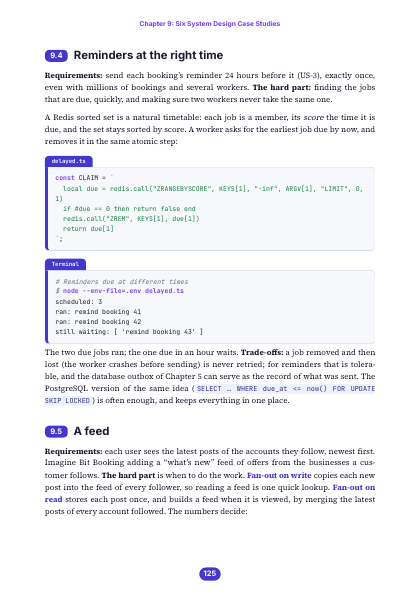 Chapter 9: Six System Design Case Studies
9.4 Reminders at the right time
Requirements: send each booking's reminder 24 hours before it (US-3), exactly once,
even with millions of bookings and several workers. The hard part: finding the jobs
that are due, quickly, and making sure two workers never take the same one.
A Redis sorted set is a natural timetable: each job is a member, its score the time it is
due, and the set stays sorted by score. A worker asks for the earliest job due by now, and
removes it in the same atomic step:
delayed.ts
const CLAIM = `
local due = redis.call("ZRANGEBYSCORE", KEYS[1], "-inf", ARGV[1], "LIMIT", 0,
1)
if #due == 0 then return false end
redis.call("ZREM", KEYS[1], due[1])
return due[1]
`;
Terminal
# Reminders due at different times
$ node --env-file=.env delayed.ts
scheduled: 3
ran: remind booking 41
ran: remind booking 42
still waiting: [ 'remind booking 43' ]
The two due jobs ran; the one due in an hour waits. Trade-offs: a job removed and then
lost (the worker crashes before sending) is never retried; for reminders that is tolera-
ble, and the database outbox of Chapter 5 can serve as the record of what was sent. The
PostgreSQL version of the same idea ( SELECT … WHERE due_at <= now() FOR UPDATE
SKIP LOCKED ) is often enough, and keeps everything in one place.
9.5 A feed
Requirements: each user sees the latest posts of the accounts they follow, newest first.
Imagine Bit Booking adding a “what's new” feed of offers from the businesses a cus-
tomer follows. The hard part is when to do the work. Fan-out on write copies each new
post into the feed of every follower, so reading a feed is one quick lookup. Fan-out on
read stores each post once, and builds a feed when it is viewed, by merging the latest
posts of every account followed. The numbers decide:
125